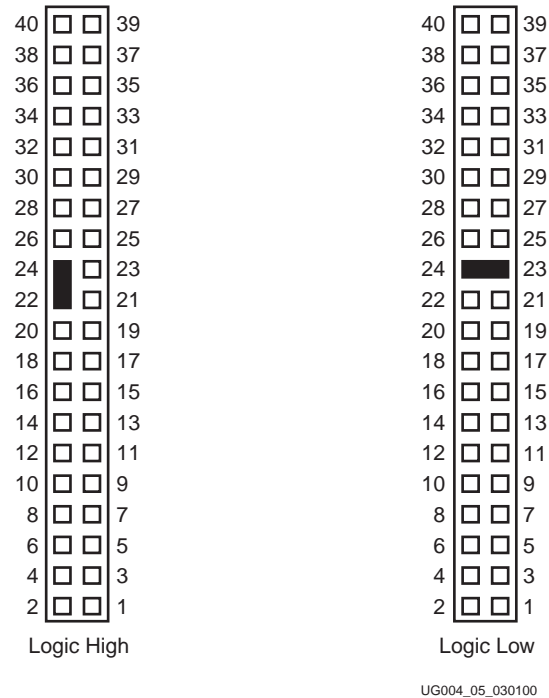 40 39 40 39
38 37 38 37
36 35 36 35
34 33 34 33
32 31 32 31
30 29 30 29
28 27 28 27
26 25 26 25
24 23 24 23
22 21 22 21
20 19 20 19
18 17 18 17
16 15 16 15
14 13 14 13
12 11 12 11
10 9 10 9
8 7 8 7
6 5 6 5
4 3 4 3
2 1 2 1
Logic High Logic Low
UG004_05_030100